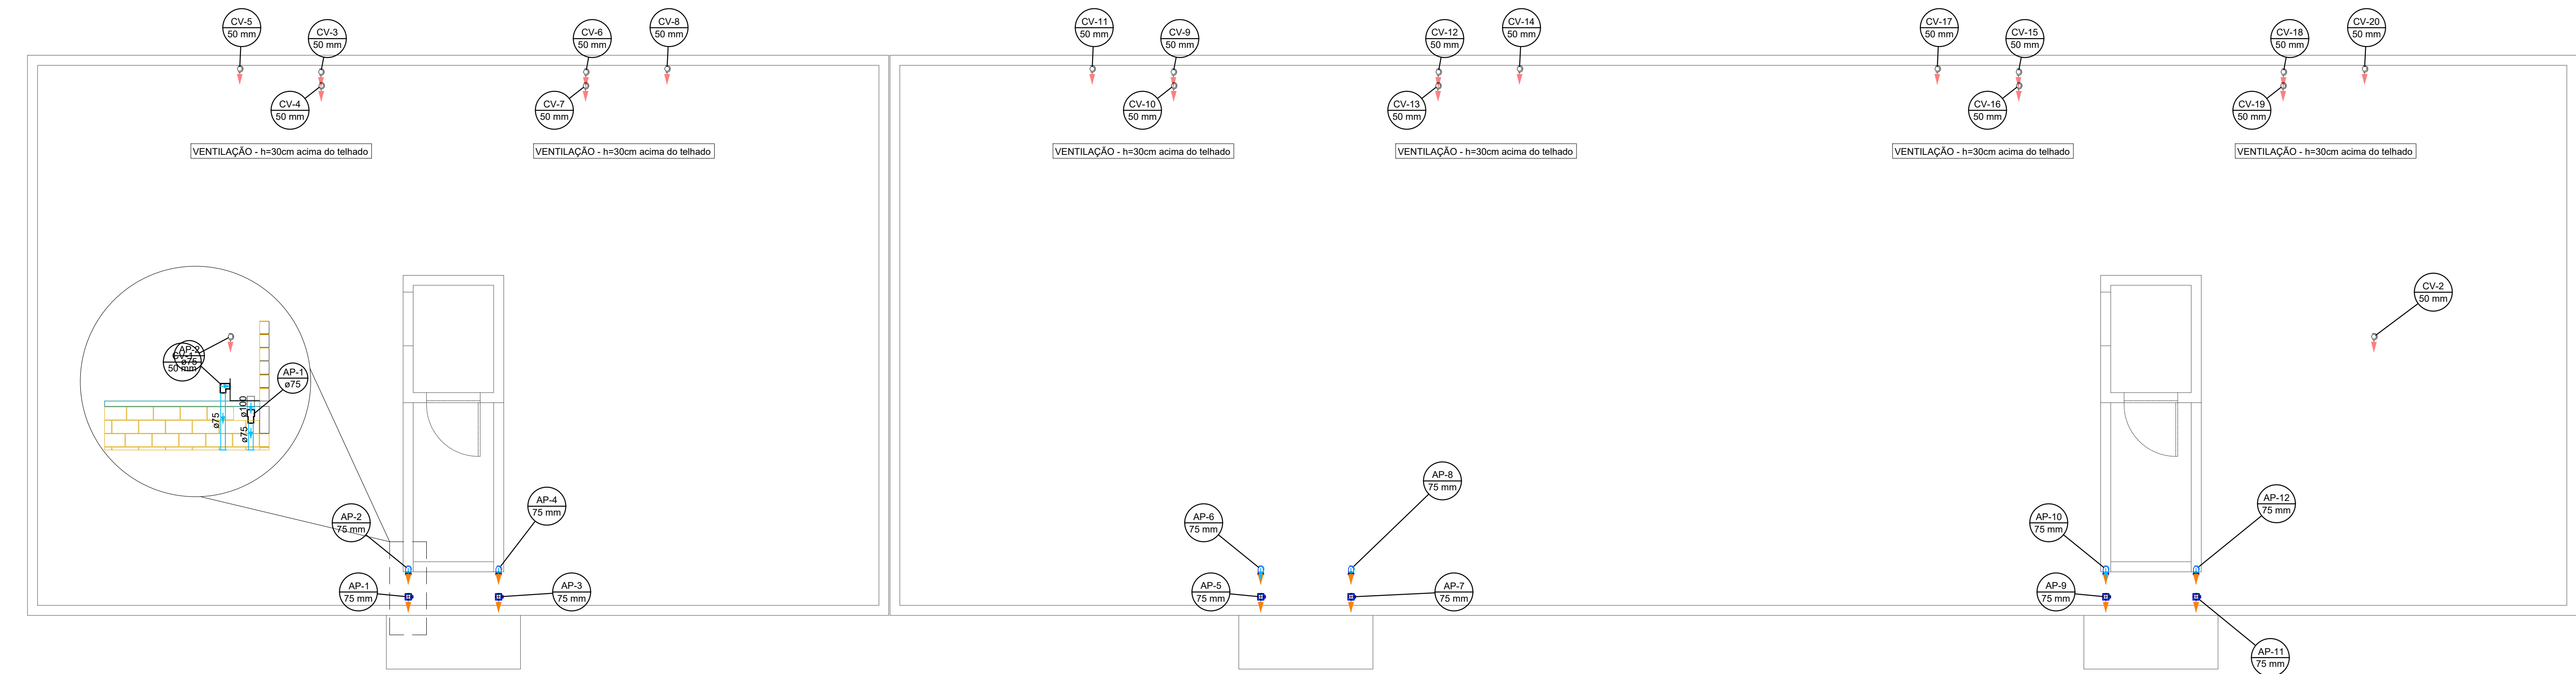 CV-5
50 mm
CV-3
50 mm
CV-6
50 mm
CV-8
50 mm
CV-11
50 mm
CV-9
50 mm
CV-12
50 mm
CV-14
50 mm
CV-17
50 mm
CV-15
50 mm
CV-18
50 mm
CV-20
50 mm
CV-4
50 mm
CV-7
50 mm
CV-10
50 mm
CV-13
50 mm
CV-16
50 mm
CV-19
50 mm
VENTILAÇÃO - h=30cm acima do telhado
VENTILAÇÃO - h=30cm acima do telhado
VENTILAÇÃO - h=30cm acima do telhado
VENTILAÇÃO - h=30cm acima do telhado
VENTILAÇÃO - h=30cm acima do telhado
VENTILAÇÃO - h=30cm acima do telhado
CV-2
50 mm
AP-2
ø75
CV-1
50 mm
AP-1
ø75
ø100
ø75
ø75
AP-2
75 mm
AP-4
75 mm
AP-6
75 mm
AP-8
75 mm
AP-10
75 mm
AP-12
75 mm
AP-1
75 mm
AP-3
75 mm
AP-5
75 mm
AP-7
75 mm
AP-9
75 mm
AP-11
75 mm